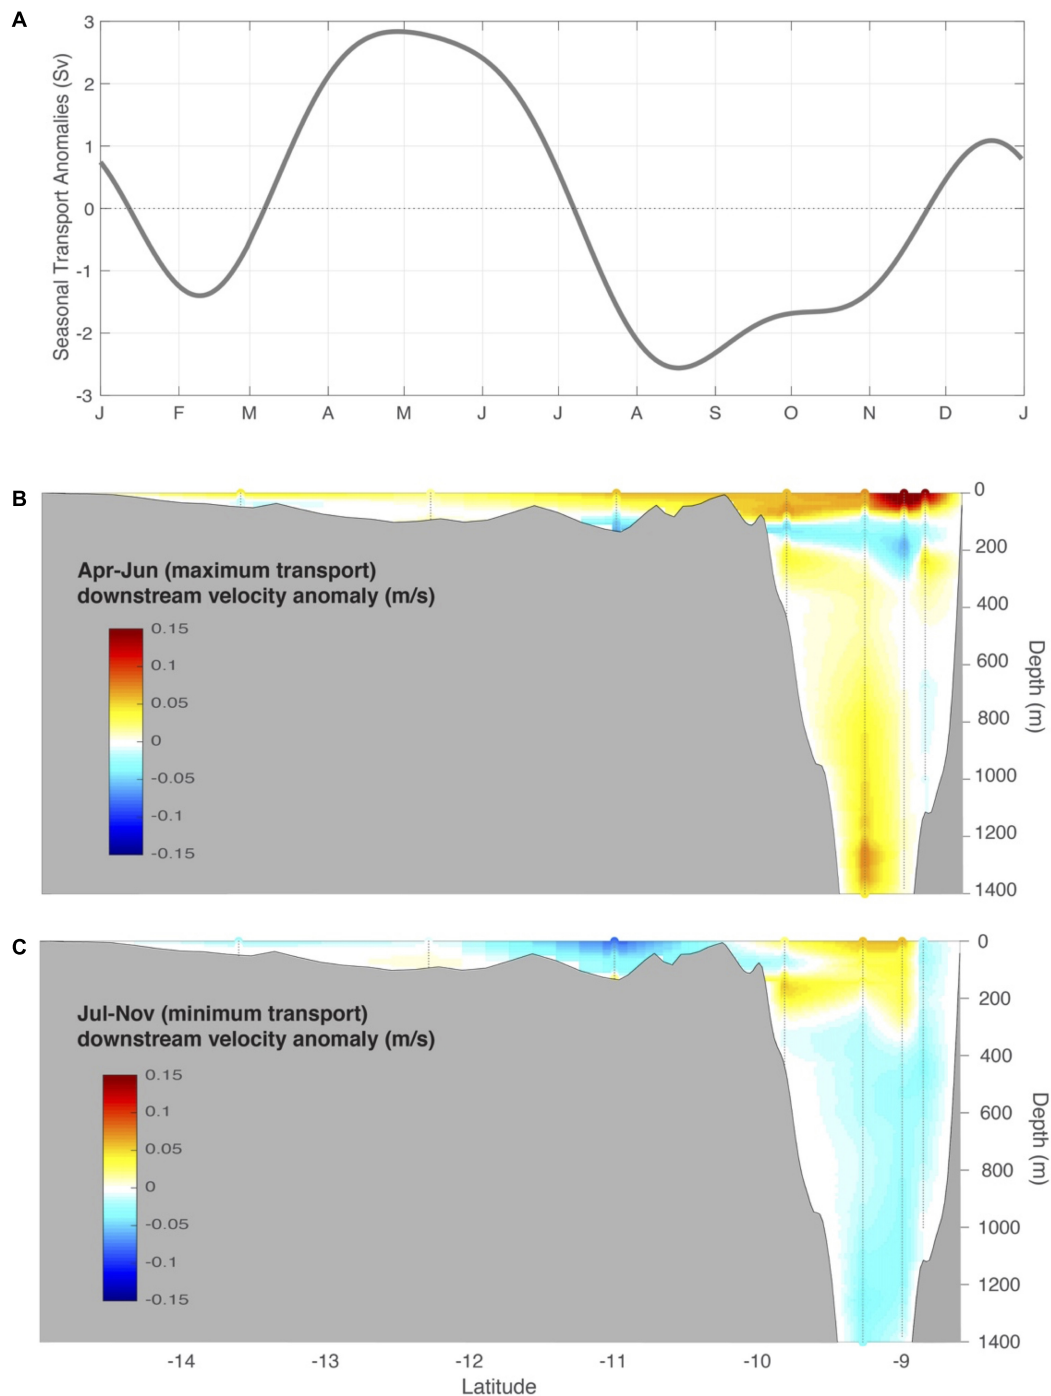 A
Seasonal Transport Anomalies (Sv)
3
2
1
0
-1
-2
-3
J F M A M J J A S O N D J
B
Apr-Jun (maximum transport)
downstream velocity anomaly (m/s)
0.15
0.1
0.05
0
-0.05
-0.1
-0.15
0
200
400
600
800
1000
1200
1400
Depth (m)
C
Jul-Nov (minimum transport)
downstream velocity anomaly (m/s)
0.15
0.1
0.05
0
-0.05
-0.1
-0.15
0
200
400
600
800
1000
1200
1400
Depth (m)
-14 -13 -12 -11 -10 -9
Latitude